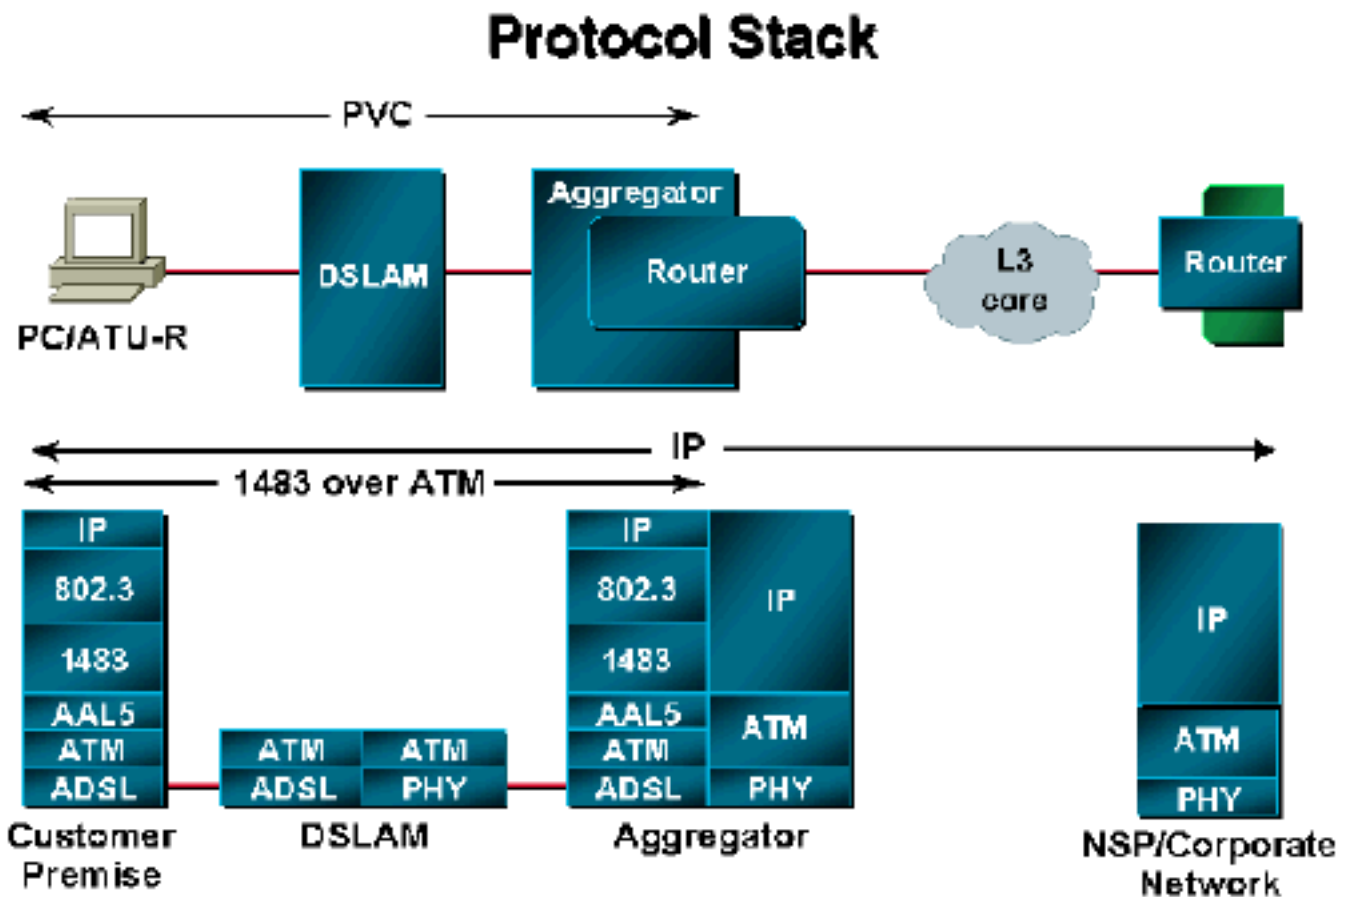 Protocol Stack
PVC
Aggregator
DSLAM
Router
L3
core
Router
PC/ATU-R
IP
1483 over ATM
IP
802.3
1483
AAL5
ATM
ADSL
ATM
ATM
ADSL
PHY
IP
802.3
1483
AAL5
ATM
ADSL
IP
ATM
PHY
IP
ATM
PHY
Customer
Premise
DSLAM
Aggregator
NSP/Corporate
Network